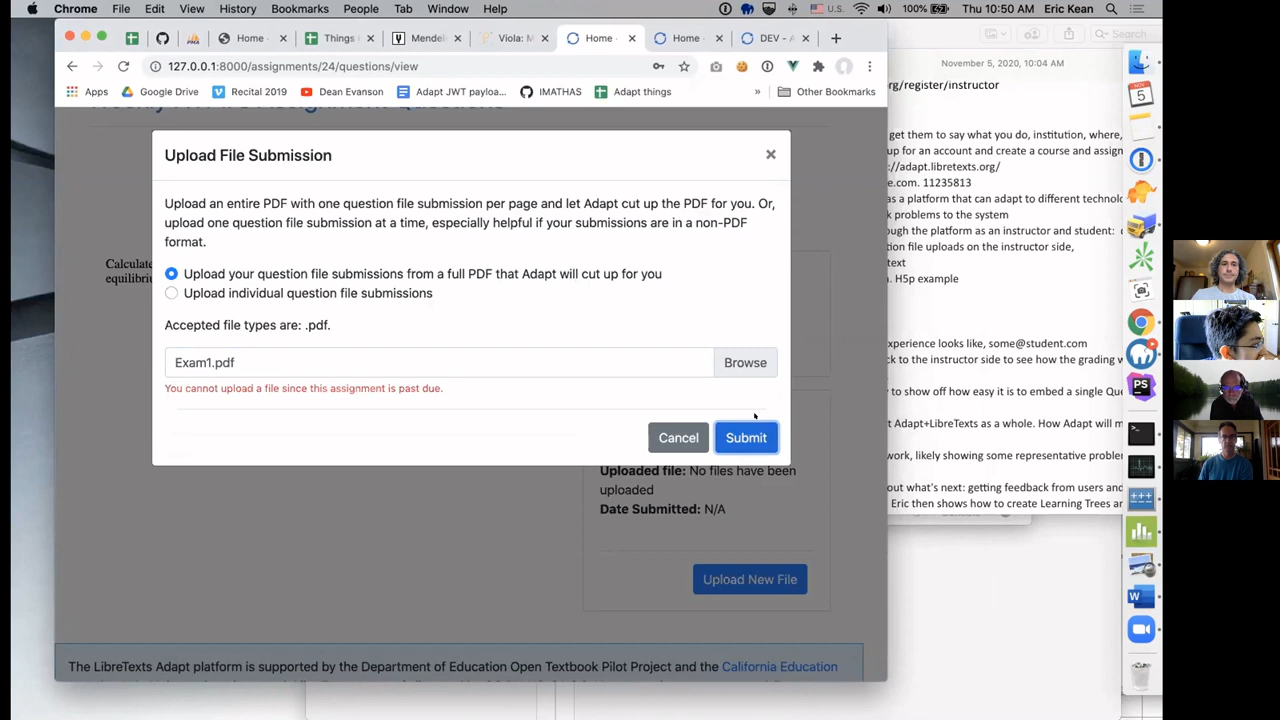 Chrome File Edit View History Bookmarks People Tab Window Help
U.S. 100% Thu 10:50 AM Eric Kean
Home Things Mendel Viola: M Home Home DEV - A
127.0.0.1:8000/assignments/24/questions/view
Apps Google Drive Recital 2019 Dean Evanson Adapt JWT payloa... IMATHAS Adapt things » Other Bookmarks
Upload File Submission
Upload an entire PDF with one question file submission per page and let Adapt cut up the PDF for you. Or,
upload one question file submission at a time, especially helpful if your submissions are in a non-PDF
format.
Upload your question file submissions from a full PDF that Adapt will cut up for you
Upload individual question file submissions
Accepted file types are: .pdf.
Exam1.pdf Browse
You cannot upload a file since this assignment is past due.
Cancel Submit
Calculate
equilibriu
Uploaded file: No files have been
uploaded
Date Submitted: N/A
Upload New File
The LibreTexts Adapt platform is supported by the Department of Education Open Textbook Pilot Project and the California Education
Search
November 5, 2020, 10:04 AM
rg/register/instructor
get them to say what you do, institution, where,
up for an account and create a course and assign
://adapt.libretexts.org/
e.com. 11235813
as a platform that can adapt to different technolo
k problems to the system
ough the platform as an instructor and student:
on file uploads on the instructor side,
text
n. H5p example
xperience looks like, some@student.com
ck to the instructor side to see how the grading w
y to show off how easy it is to embed a single Que
t Adapt+LibreTexts as a whole. How Adapt will m
work, likely showing some representative probler
out what's next: getting feedback from users and
Eric then shows how to create Learning Trees ar
NOV
5
PS